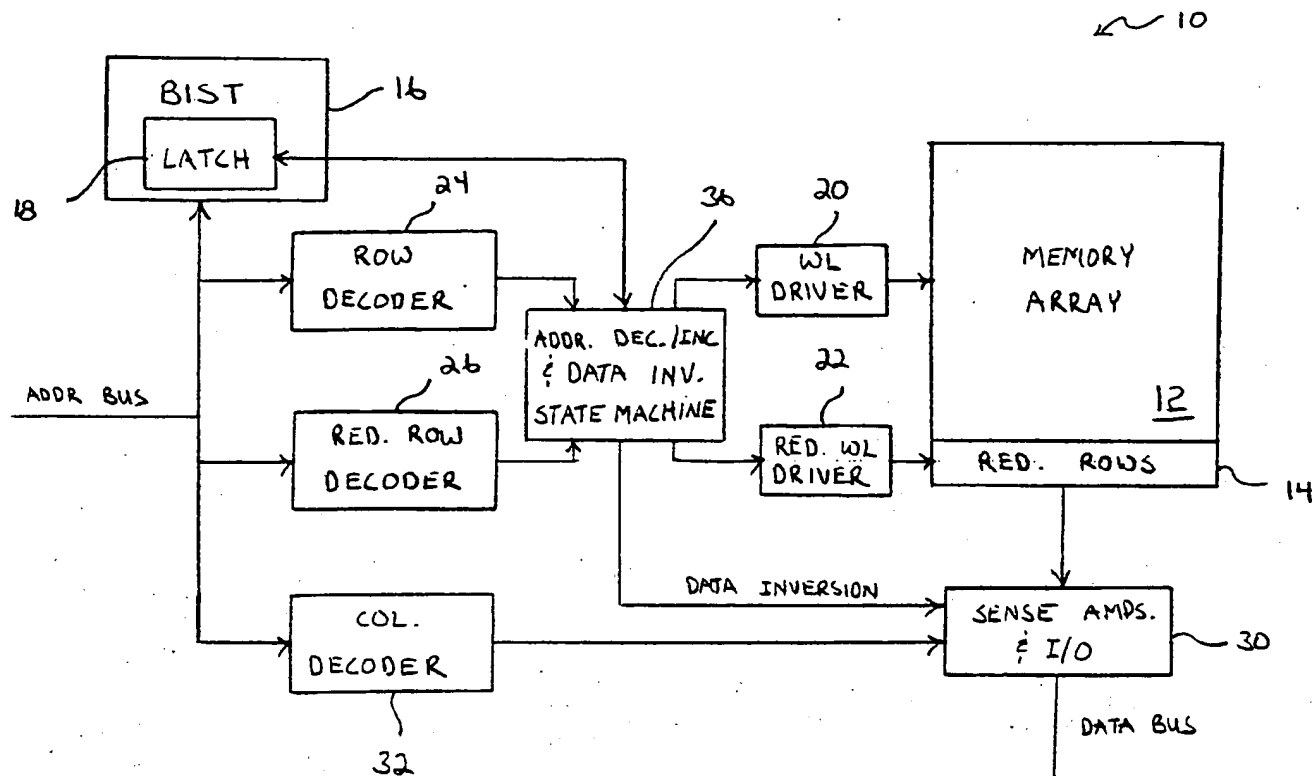 10
BIST
16
LATCH
18
24
ROW
DECODER
36
20
WL
DRIVER
MEMORY
ARRAY
12
ADDR. DEC./INC
& DATA INV.
STATE MACHINE
ADDR BUS
26
RED. ROW
DECODER
22
RED. WL
DRIVER
RED. ROWS
14
DATA INVERSION
COL.
DECODER
32
SENSE AMPS.
& I/O
30
DATA BUS